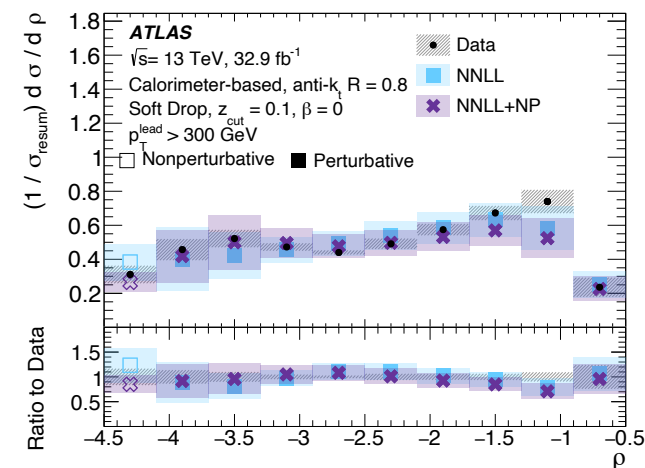 ATLAS
√s= 13 TeV, 32.9 fb⁻¹
Calorimeter-based, anti-kₜ R = 0.8
Soft Drop, z_cut = 0.1, β = 0
p_T^lead > 300 GeV
□ Nonperturbative ■ Perturbative
Data
NNLL
NNLL+NP
(1 / σ_resum) d σ / d ρ
1.8
1.6
1.4
1.2
1
0.8
0.6
0.4
0.2
Ratio to Data
1.5
1
0.5
−4.5 −4 −3.5 −3 −2.5 −2 −1.5 −1 −0.5
ρ